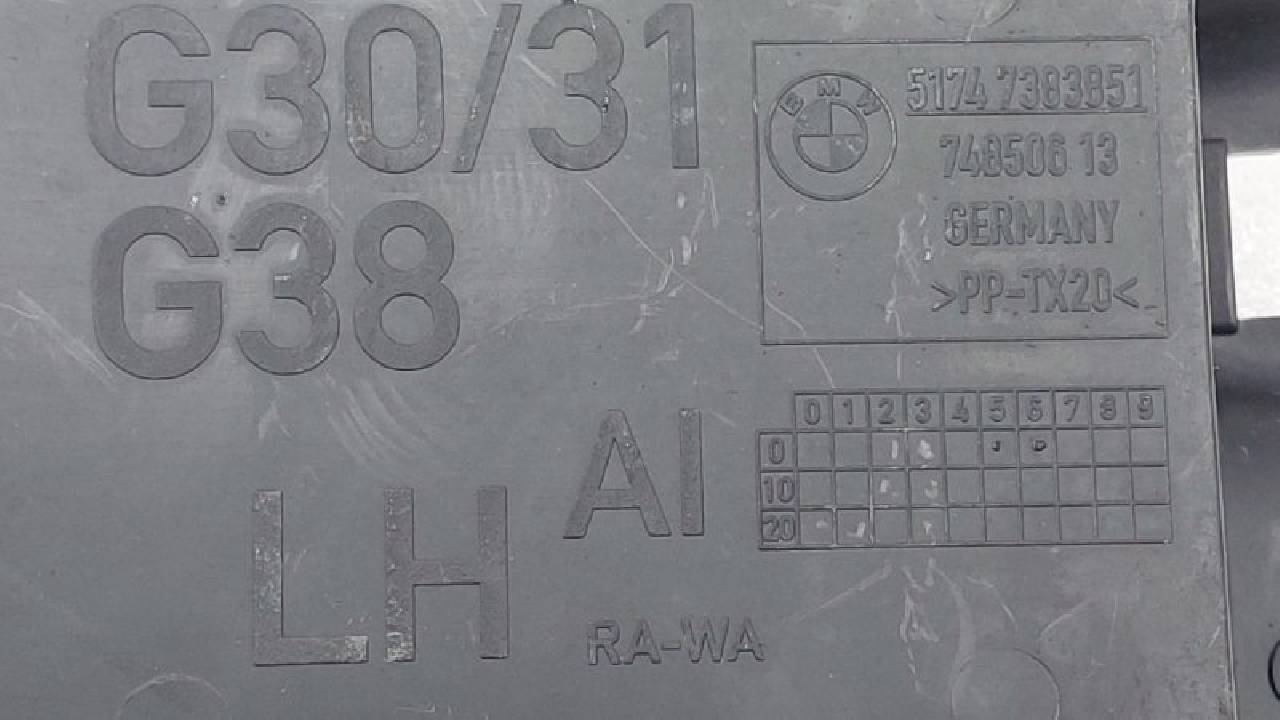 G30/31
G38
BMW
5174 7383851
748506 13
GERMANY
>PP-TX20<
AI
0 1 2 3 4 5 6 7 8 9
0
10
20
LH
RA-WA